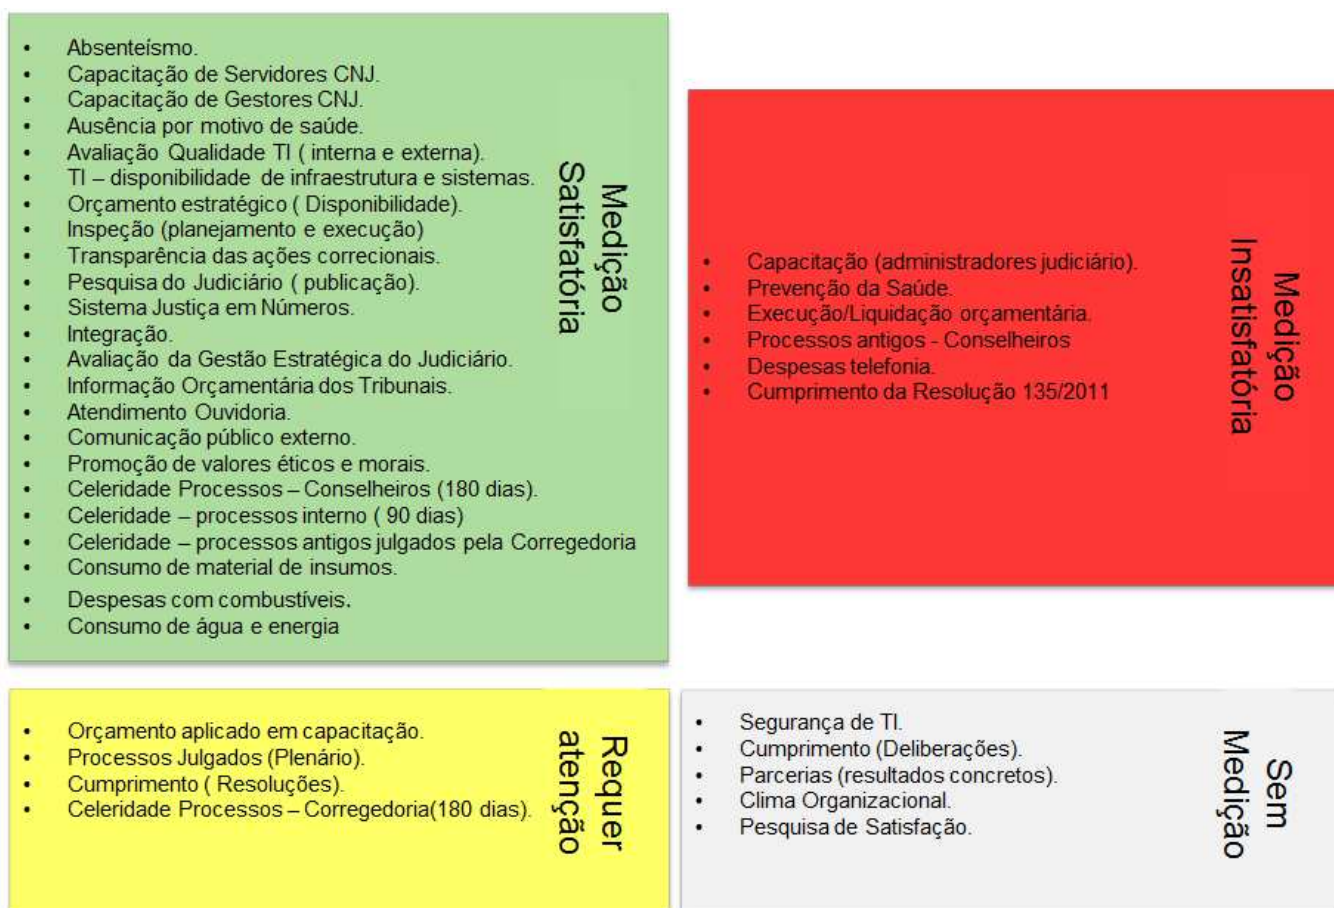 • Absenteísmo.
• Capacitação de Servidores CNJ.
• Capacitação de Gestores CNJ.
• Ausência por motivo de saúde.
• Avaliação Qualidade TI ( interna e externa).
• TI – disponibilidade de infraestrutura e sistemas.
• Orçamento estratégico ( Disponibilidade).
• Inspeção (planejamento e execução)
• Transparência das ações correcionais.
• Pesquisa do Judiciário ( publicação).
• Sistema Justiça em Números.
• Integração.
• Avaliação da Gestão Estratégica do Judiciário.
• Informação Orçamentária dos Tribunais.
• Atendimento Ouvidoria.
• Comunicação público externo.
• Promoção de valores éticos e morais.
• Celeridade Processos – Conselheiros (180 dias).
• Celeridade – processos interno ( 90 dias)
• Celeridade – processos antigos julgados pela Corregedoria
• Consumo de material de insumos.
• Despesas com combustíveis.
• Consumo de água e energia
Medição
Satisfatória
• Capacitação (administradores judiciário).
• Prevenção da Saúde.
• Execução/Liquidação orçamentária.
• Processos antigos - Conselheiros
• Despesas telefonia.
• Cumprimento da Resolução 135/2011
Medição
Insatisfatória
• Orçamento aplicado em capacitação.
• Processos Julgados (Plenário).
• Cumprimento ( Resoluções).
• Celeridade Processos – Corregedoria(180 dias).
Requer
atenção
• Segurança de TI.
• Cumprimento (Deliberações).
• Parcerias (resultados concretos).
• Clima Organizacional.
• Pesquisa de Satisfação.
Sem
Medição